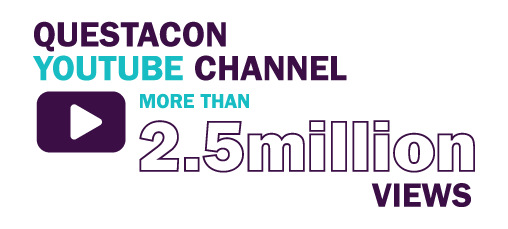 QUESTACON
YOUTUBE CHANNEL
MORE THAN
2.5million
VIEWS